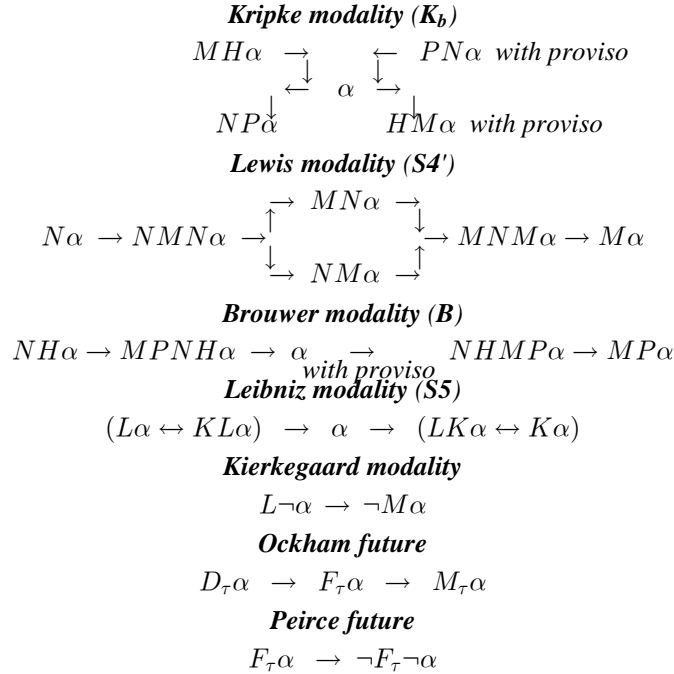 Kripke modality (K_b)
MHα → ← PNα with proviso
↓ ↓
← α →
↓ ↓
NPα HMα with proviso
Lewis modality (S4')
→ MNα →
↑ ↓
Nα → NMNα → → MNMα → Mα
↓ ↑
→ NMα →
Brouwer modality (B)
NHα → MPNHα → α → NHMPα → MPα
with proviso
Leibniz modality (S5)
(Lα ↔ KLα) → α → (LKα ↔ Kα)
Kierkegaard modality
L¬α → ¬Mα
Ockham future
D_τα → F_τα → M_τα
Peirce future
F_τα → ¬F_τ¬α